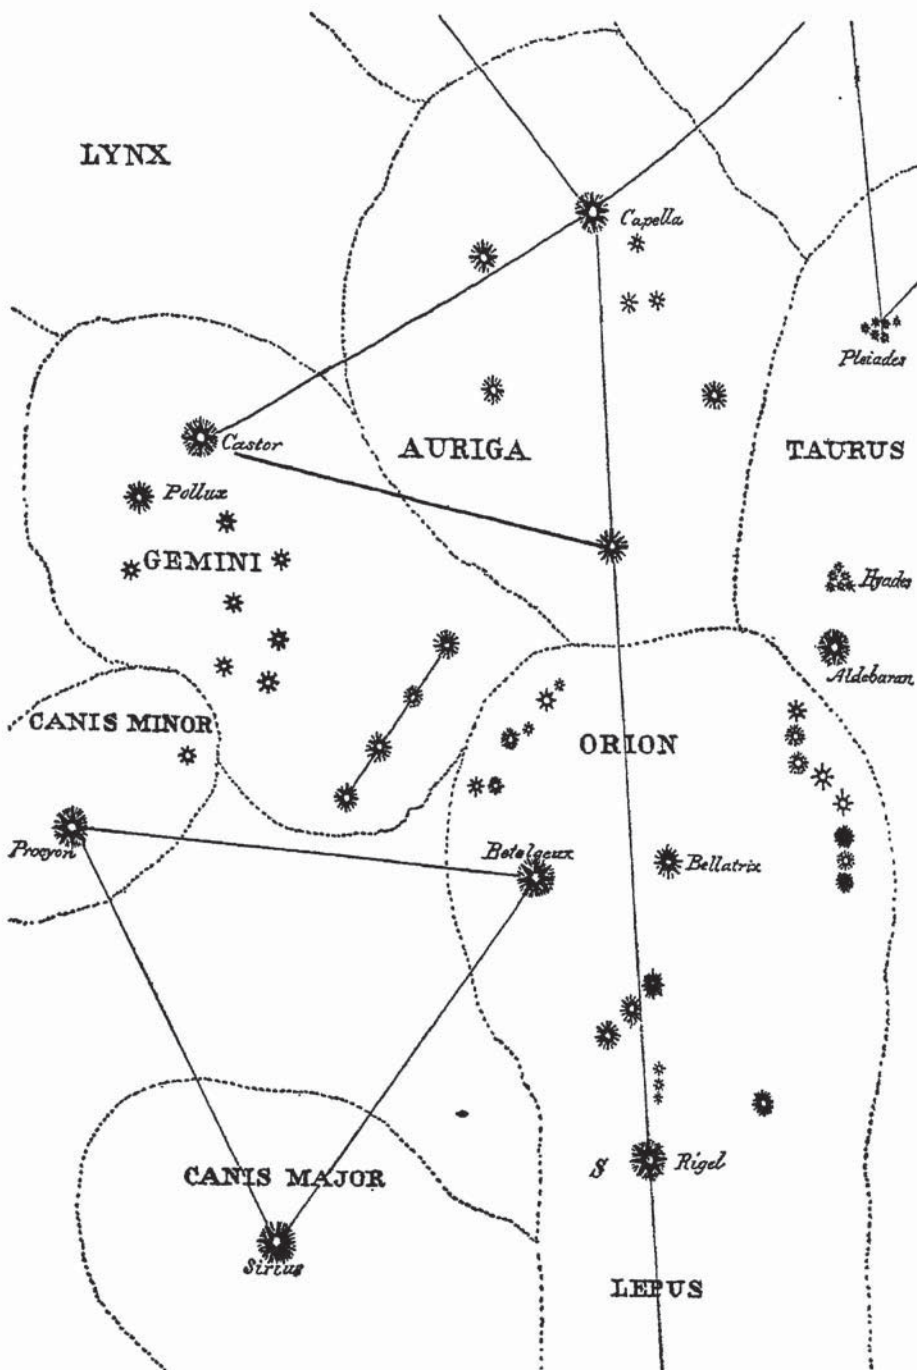 LYNX
Capella
Pleiades
Castor
AURIGA
TAURUS
Pollux
GEMINI
Hyades
Aldebaran
CANIS MINOR
ORION
Procyon
Betelgeux
Bellatrix
CANIS MAJOR
S
Rigel
Sirius
LEPUS